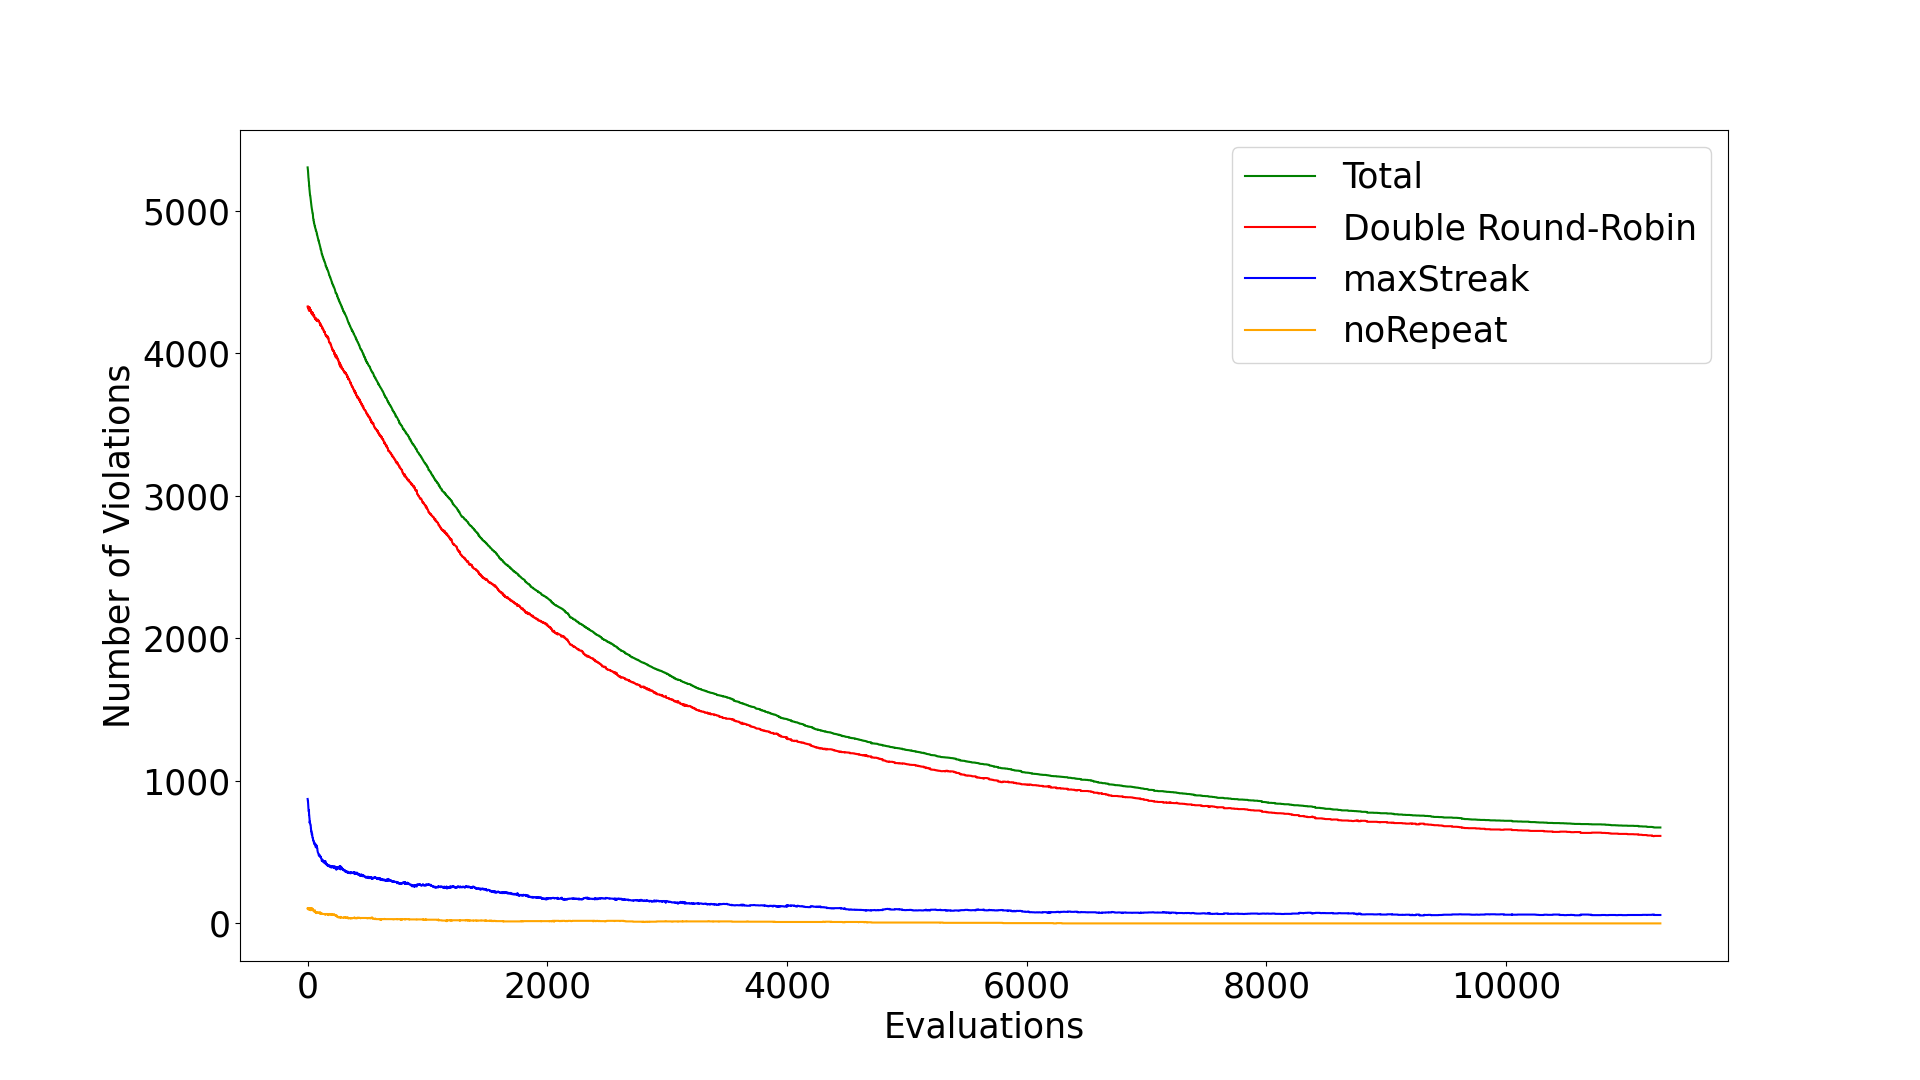 Total
Double Round-Robin
maxStreak
noRepeat
Number of Violations
5000
4000
3000
2000
1000
0
0 2000 4000 6000 8000 10000
Evaluations